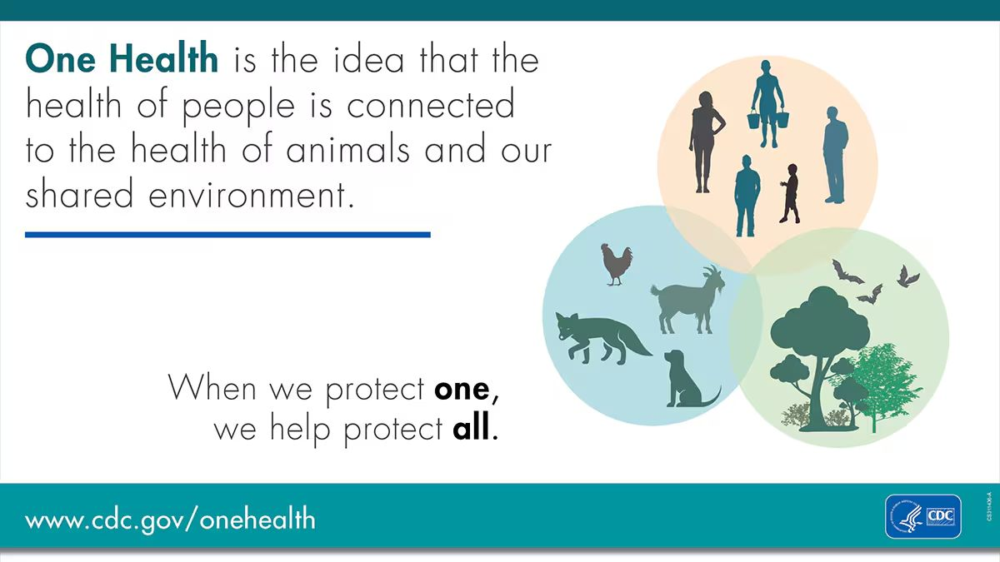 One Health is the idea that the
health of people is connected
to the health of animals and our
shared environment.
When we protect one,
we help protect all.
www.cdc.gov/onehealth
CDC
CS311436-A